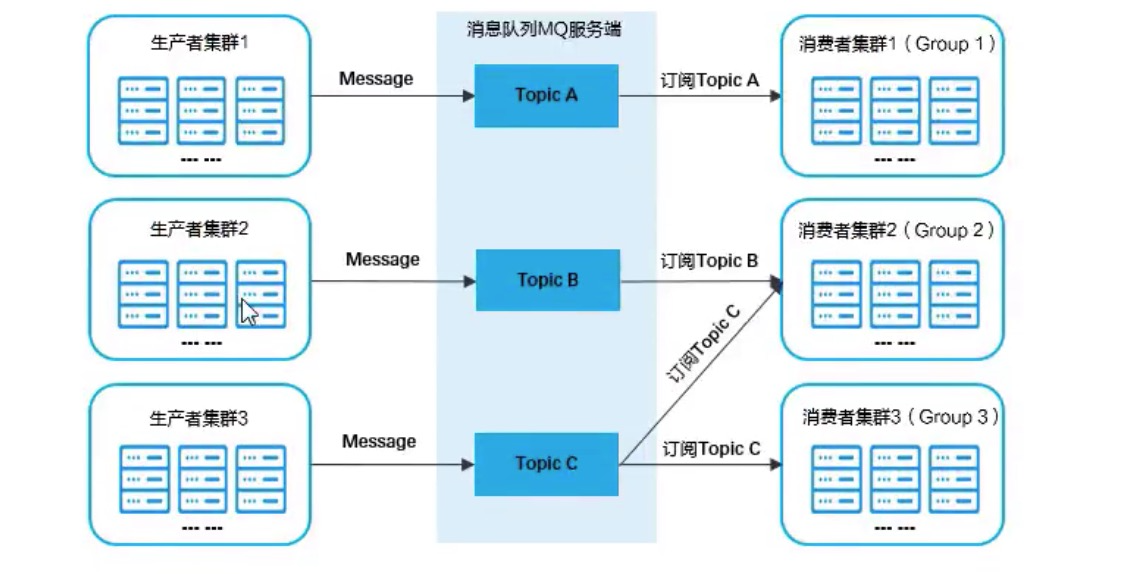 消息队列MQ服务端
生产者集群1
... ...
Message
Topic A
订阅Topic A
消费者集群1（Group 1）
... ...
生产者集群2
... ...
Message
Topic B
订阅Topic B
消费者集群2（Group 2）
... ...
订阅Topic C
生产者集群3
... ...
Message
Topic C
订阅Topic C
消费者集群3（Group 3）
... ...